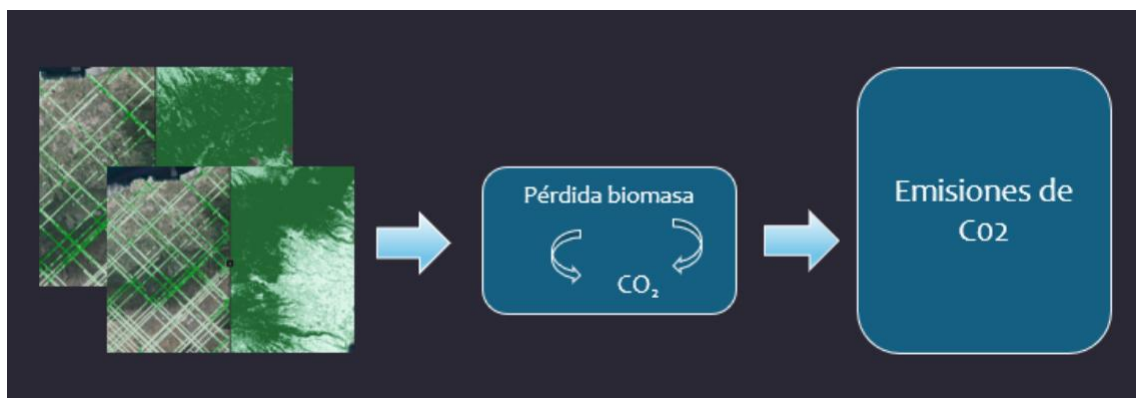 Pérdida biomasa
CO₂
Emisiones de
C02